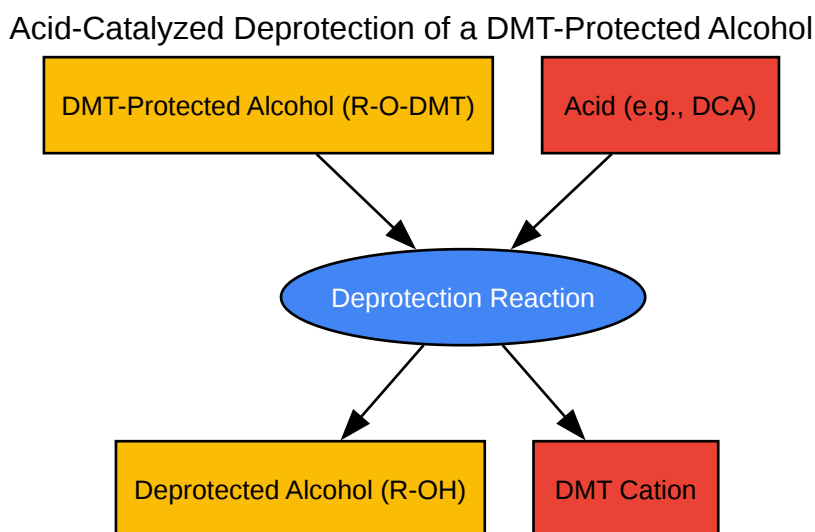 Acid-Catalyzed Deprotection of a DMT-Protected Alcohol
DMT-Protected Alcohol (R-O-DMT)
Acid (e.g., DCA)
Deprotection Reaction
Deprotected Alcohol (R-OH)
DMT Cation